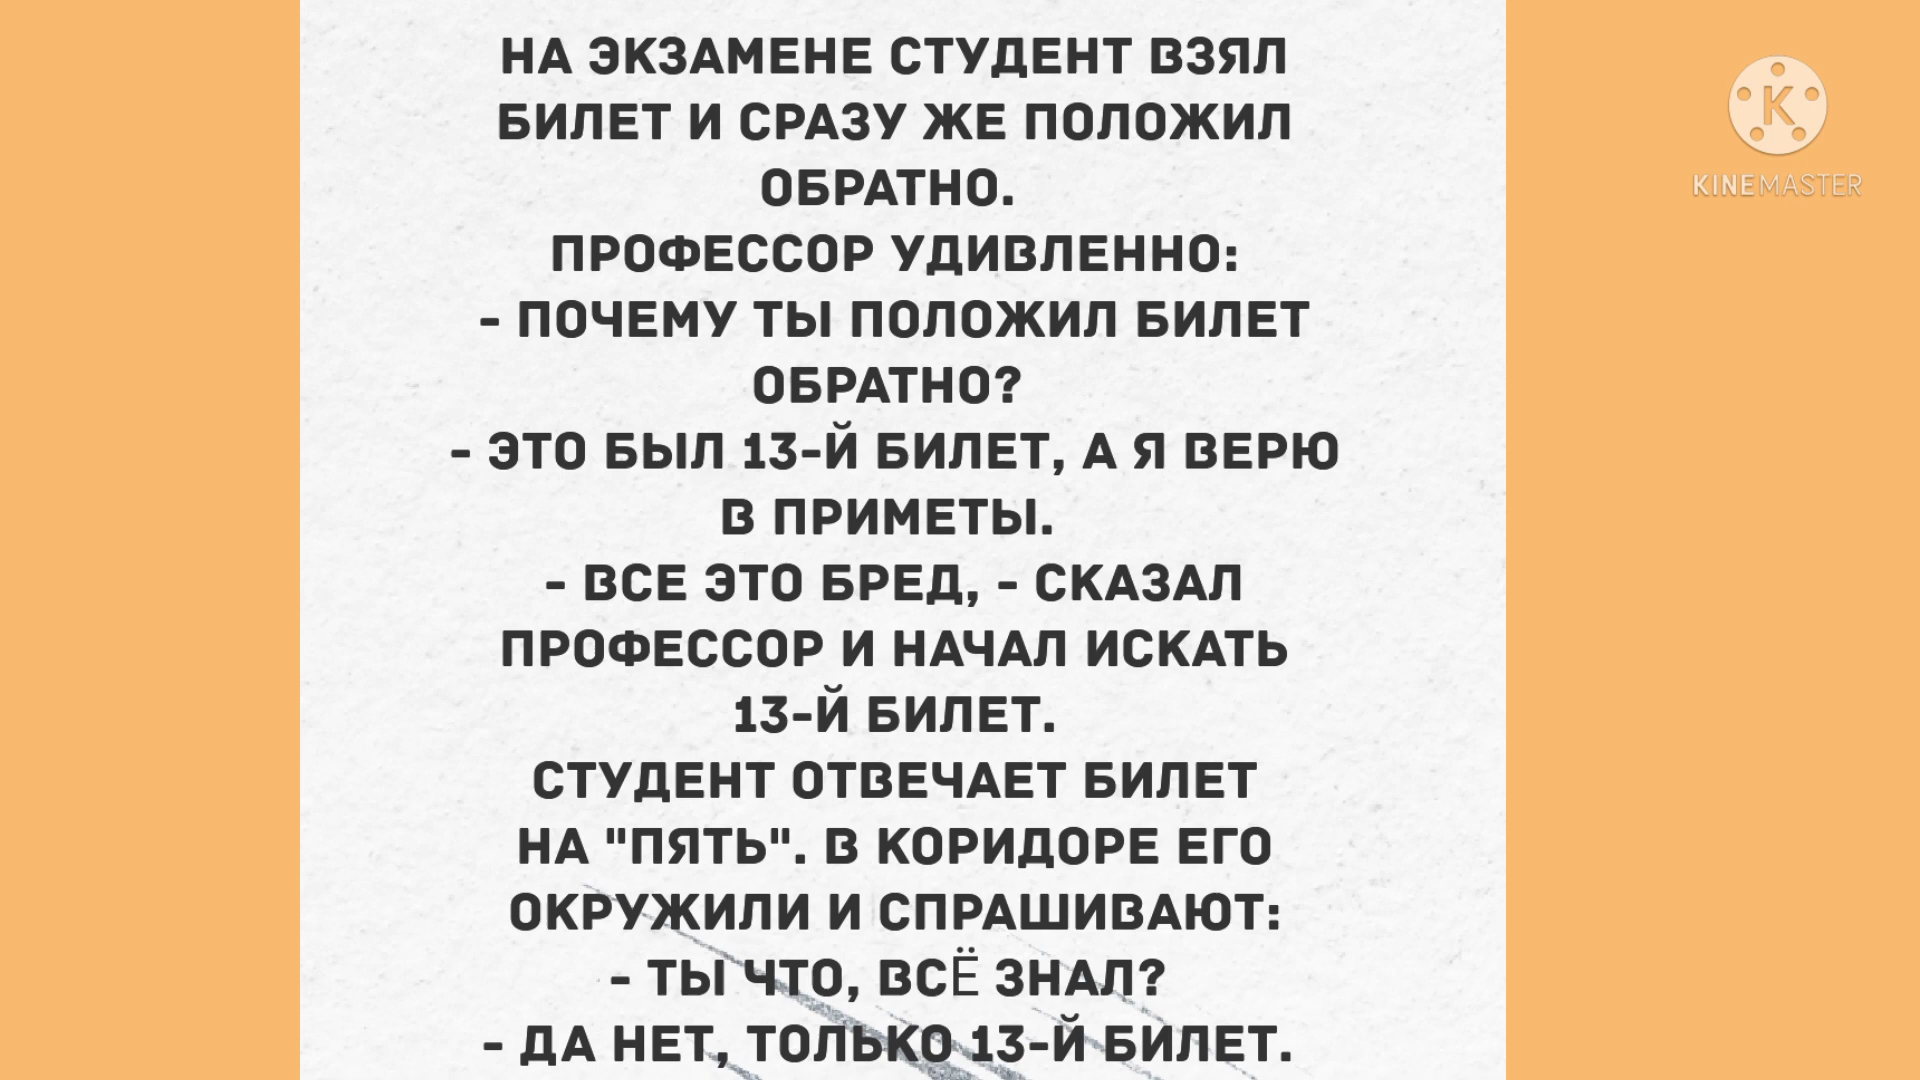 НА ЭКЗАМЕНЕ СТУДЕНТ ВЗЯЛ
БИЛЕТ И СРАЗУ ЖЕ ПОЛОЖИЛ
ОБРАТНО.
ПРОФЕССОР УДИВЛЕННО:
- ПОЧЕМУ ТЫ ПОЛОЖИЛ БИЛЕТ
ОБРАТНО?
- ЭТО БЫЛ 13-Й БИЛЕТ, А Я ВЕРЮ
В ПРИМЕТЫ.
- ВСЕ ЭТО БРЕД, - СКАЗАЛ
ПРОФЕССОР И НАЧАЛ ИСКАТЬ
13-Й БИЛЕТ.
СТУДЕНТ ОТВЕЧАЕТ БИЛЕТ
НА "ПЯТЬ". В КОРИДОРЕ ЕГО
ОКРУЖИЛИ И СПРАШИВАЮТ:
- ТЫ ЧТО, ВСЁ ЗНАЛ?
- ДА НЕТ, ТОЛЬКО 13-Й БИЛЕТ.
K
KINEMASTER